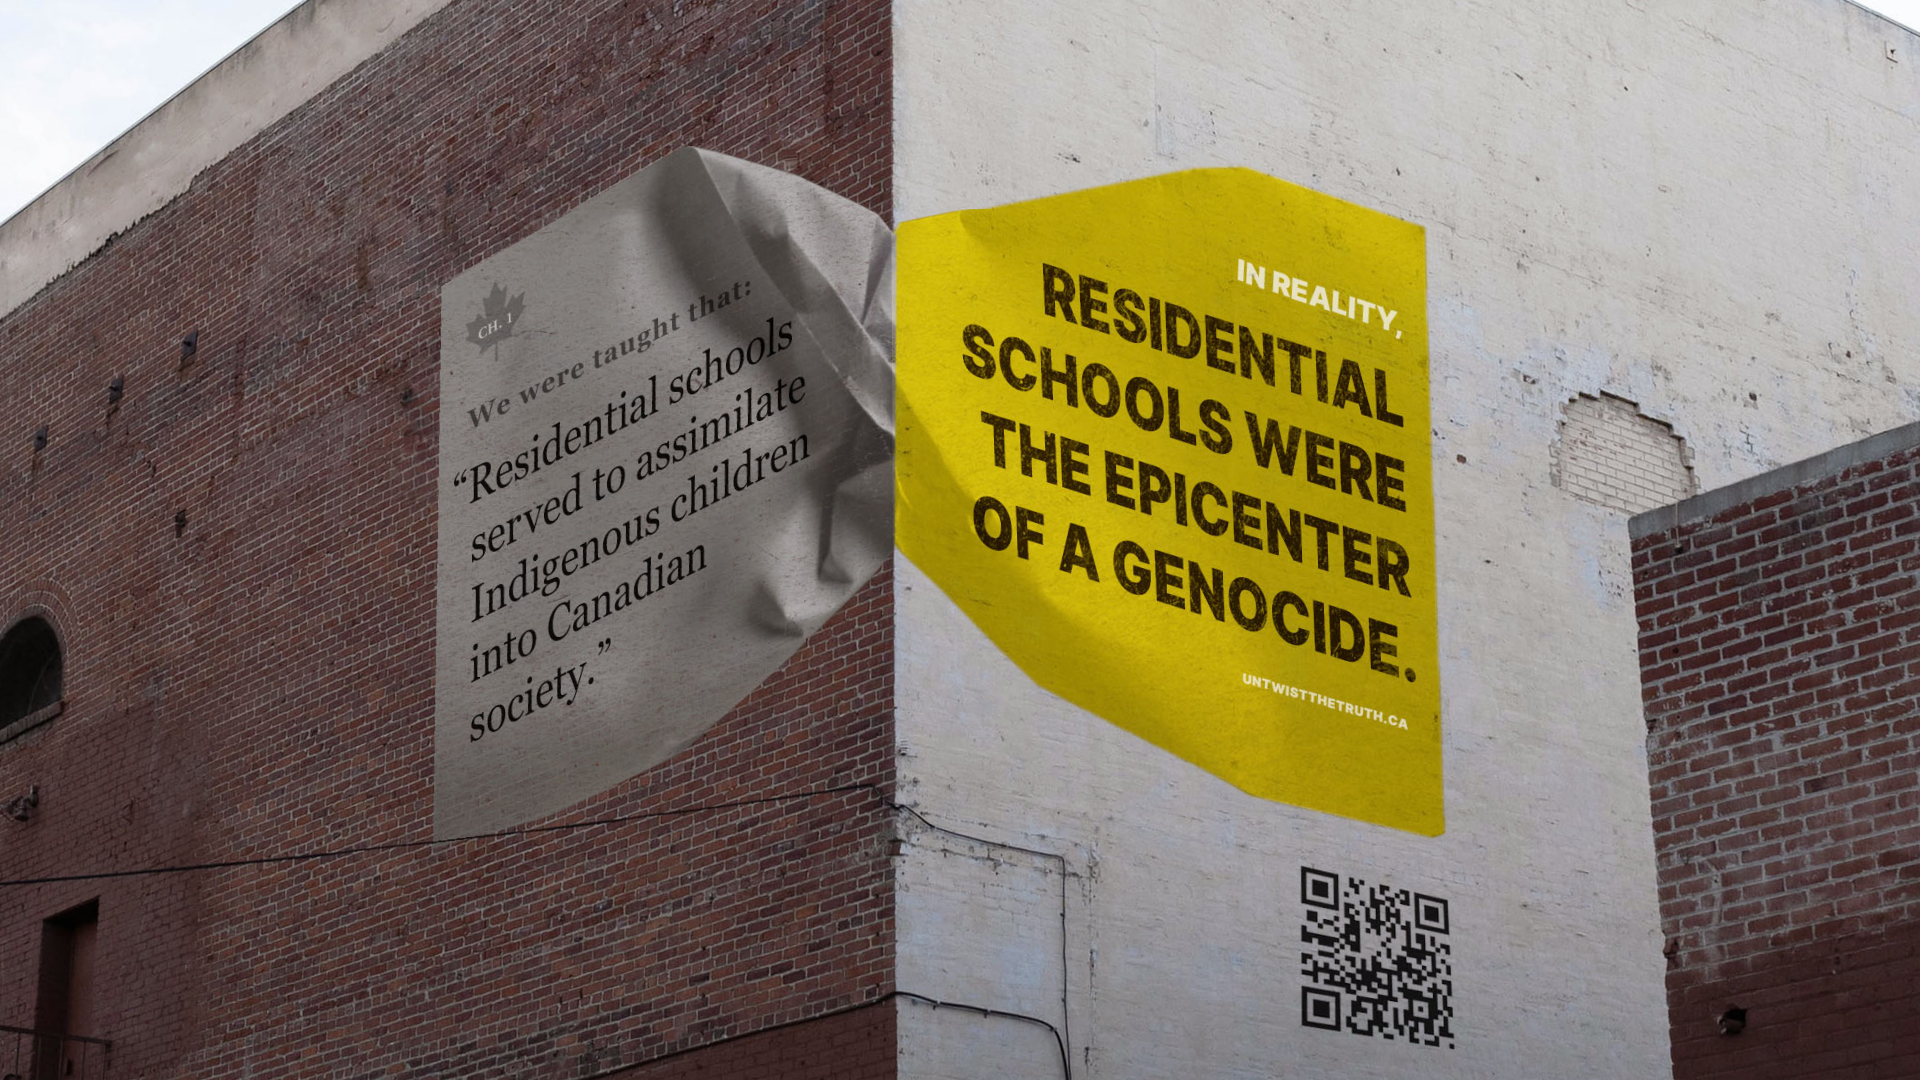 CH. 1
We were taught that:
“Residential schools
served to assimilate
Indigenous children
into Canadian
society.”
IN REALITY,
RESIDENTIAL
SCHOOLS WERE
THE EPICENTER
OF A GENOCIDE.
UNTWISTTHETRUTH.CA